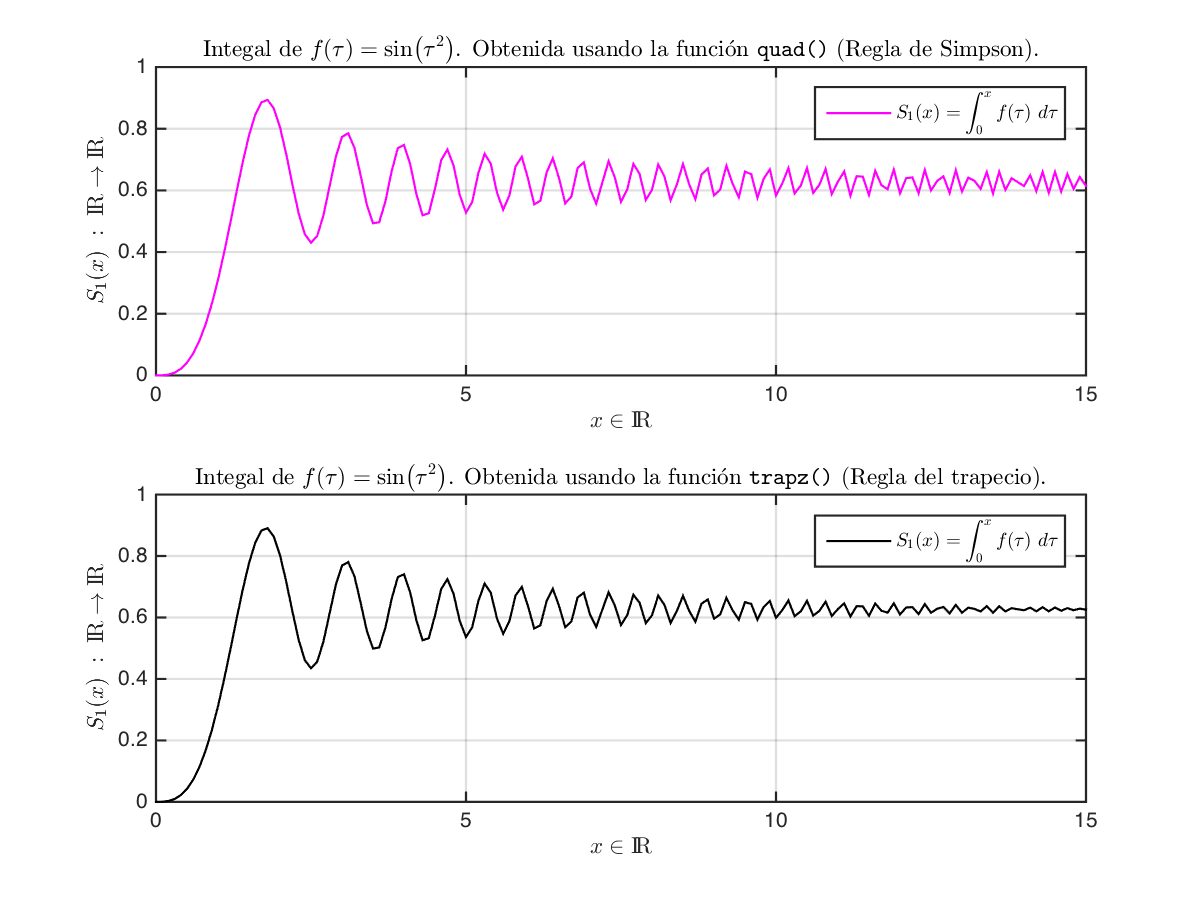 Integal de f(τ) = sin(τ²). Obtenida usando la función quad() (Regla de Simpson).
1
0.8
0.6
0.4
0.2
0
S₁(x) : ℝ → ℝ
S₁(x) = ∫₀ˣ f(τ) dτ
0 5 10 15
x ∈ ℝ
Integal de f(τ) = sin(τ²). Obtenida usando la función trapz() (Regla del trapecio).
1
0.8
0.6
0.4
0.2
0
S₁(x) : ℝ → ℝ
S₁(x) = ∫₀ˣ f(τ) dτ
0 5 10 15
x ∈ ℝ